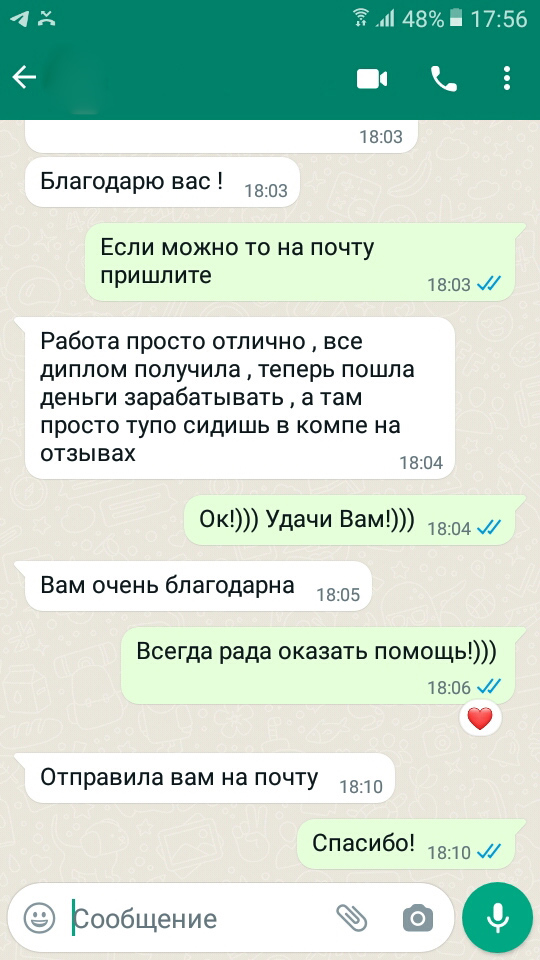 48% 17:56
18:03
Благодарю вас ! 18:03
Если можно то на почту
пришлите 18:03
Работа просто отлично , все
диплом получила , теперь пошла
деньги зарабатывать , а там
просто тупо сидишь в компе на
отзывах 18:04
Ок!))) Удачи Вам!))) 18:04
Вам очень благодарна 18:05
Всегда рада оказать помощь!)))
18:06
Отправила вам на почту 18:10
Спасибо! 18:10
Сообщение